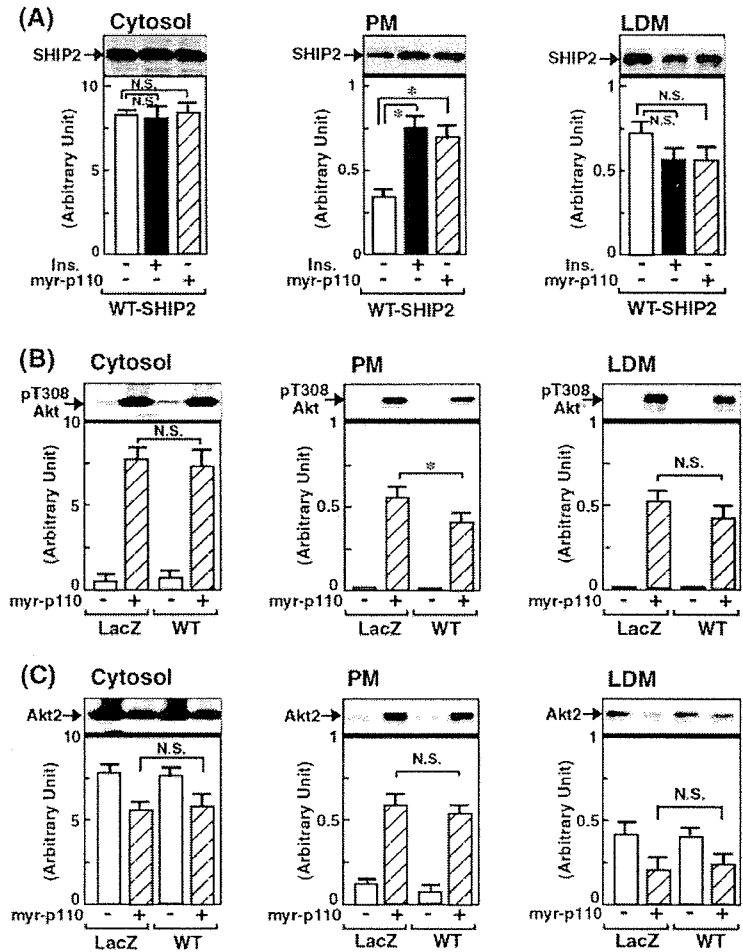 (A) Cytosol PM LDM
SHIP2 SHIP2 SHIP2
10 1 1
N.S. N.S.
N.S. * N.S.
(Arbitrary Unit) (Arbitrary Unit) (Arbitrary Unit)
5 0.5 * 0.5
0 0 0
Ins. - + - Ins. - + - Ins. - + -
myr-p110 - - + myr-p110 - - + myr-p110 - - +
WT-SHIP2 WT-SHIP2 WT-SHIP2
(B) Cytosol PM LDM
pT308 pT308 pT308
Akt Akt Akt
10 1 1
N.S. * N.S.
(Arbitrary Unit) (Arbitrary Unit) (Arbitrary Unit)
5 0.5 0.5
0 0 0
myr-p110 - + - + myr-p110 - + - + myr-p110 - + - +
LacZ WT LacZ WT LacZ WT
(C) Cytosol PM LDM
Akt2 Akt2 Akt2
10 1 1
N.S. N.S. N.S.
(Arbitrary Unit) (Arbitrary Unit) (Arbitrary Unit)
5 0.5 0.5
0 0 0
myr-p110 - + - + myr-p110 - + - + myr-p110 - + - +
LacZ WT LacZ WT LacZ WT